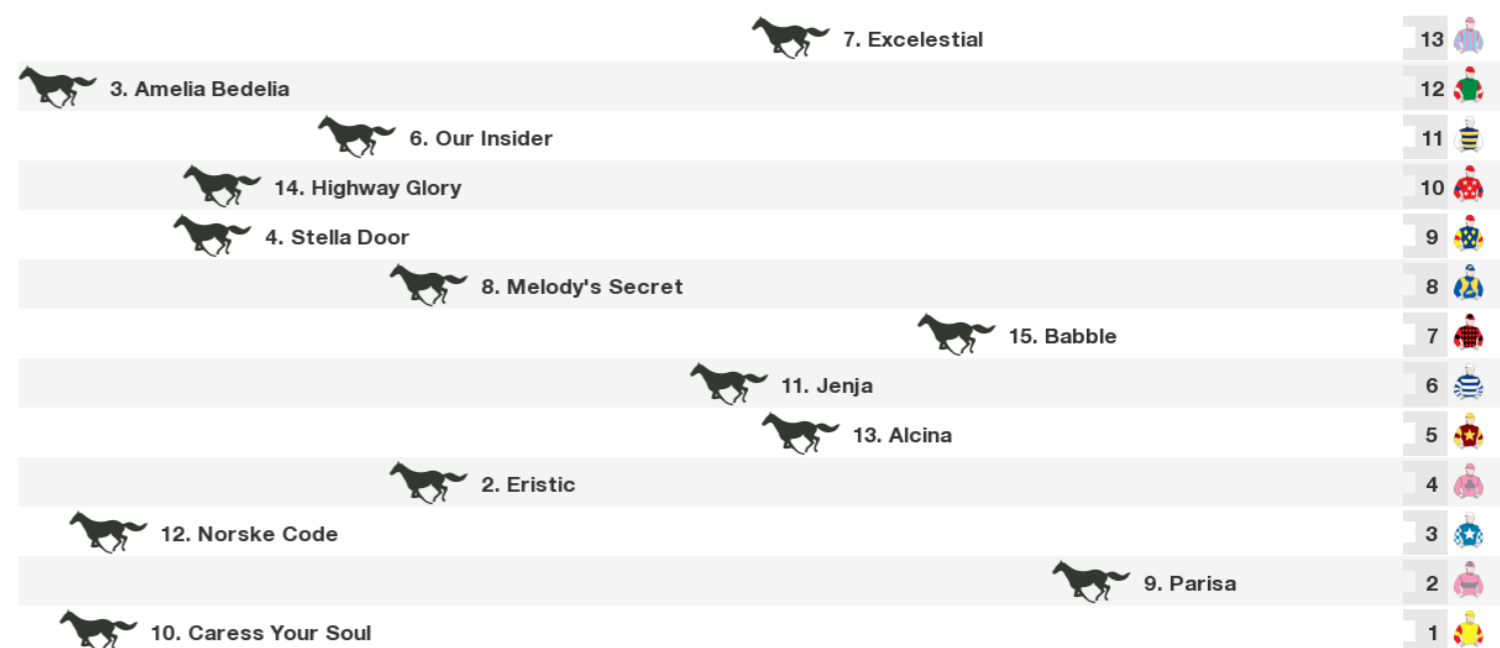 7. Excelestial 13
3. Amelia Bedelia 12
6. Our Insider 11
14. Highway Glory 10
4. Stella Door 9
8. Melody's Secret 8
15. Babble 7
11. Jenja 6
13. Alcina 5
2. Eristic 4
12. Norske Code 3
9. Parisa 2
10. Caress Your Soul 1